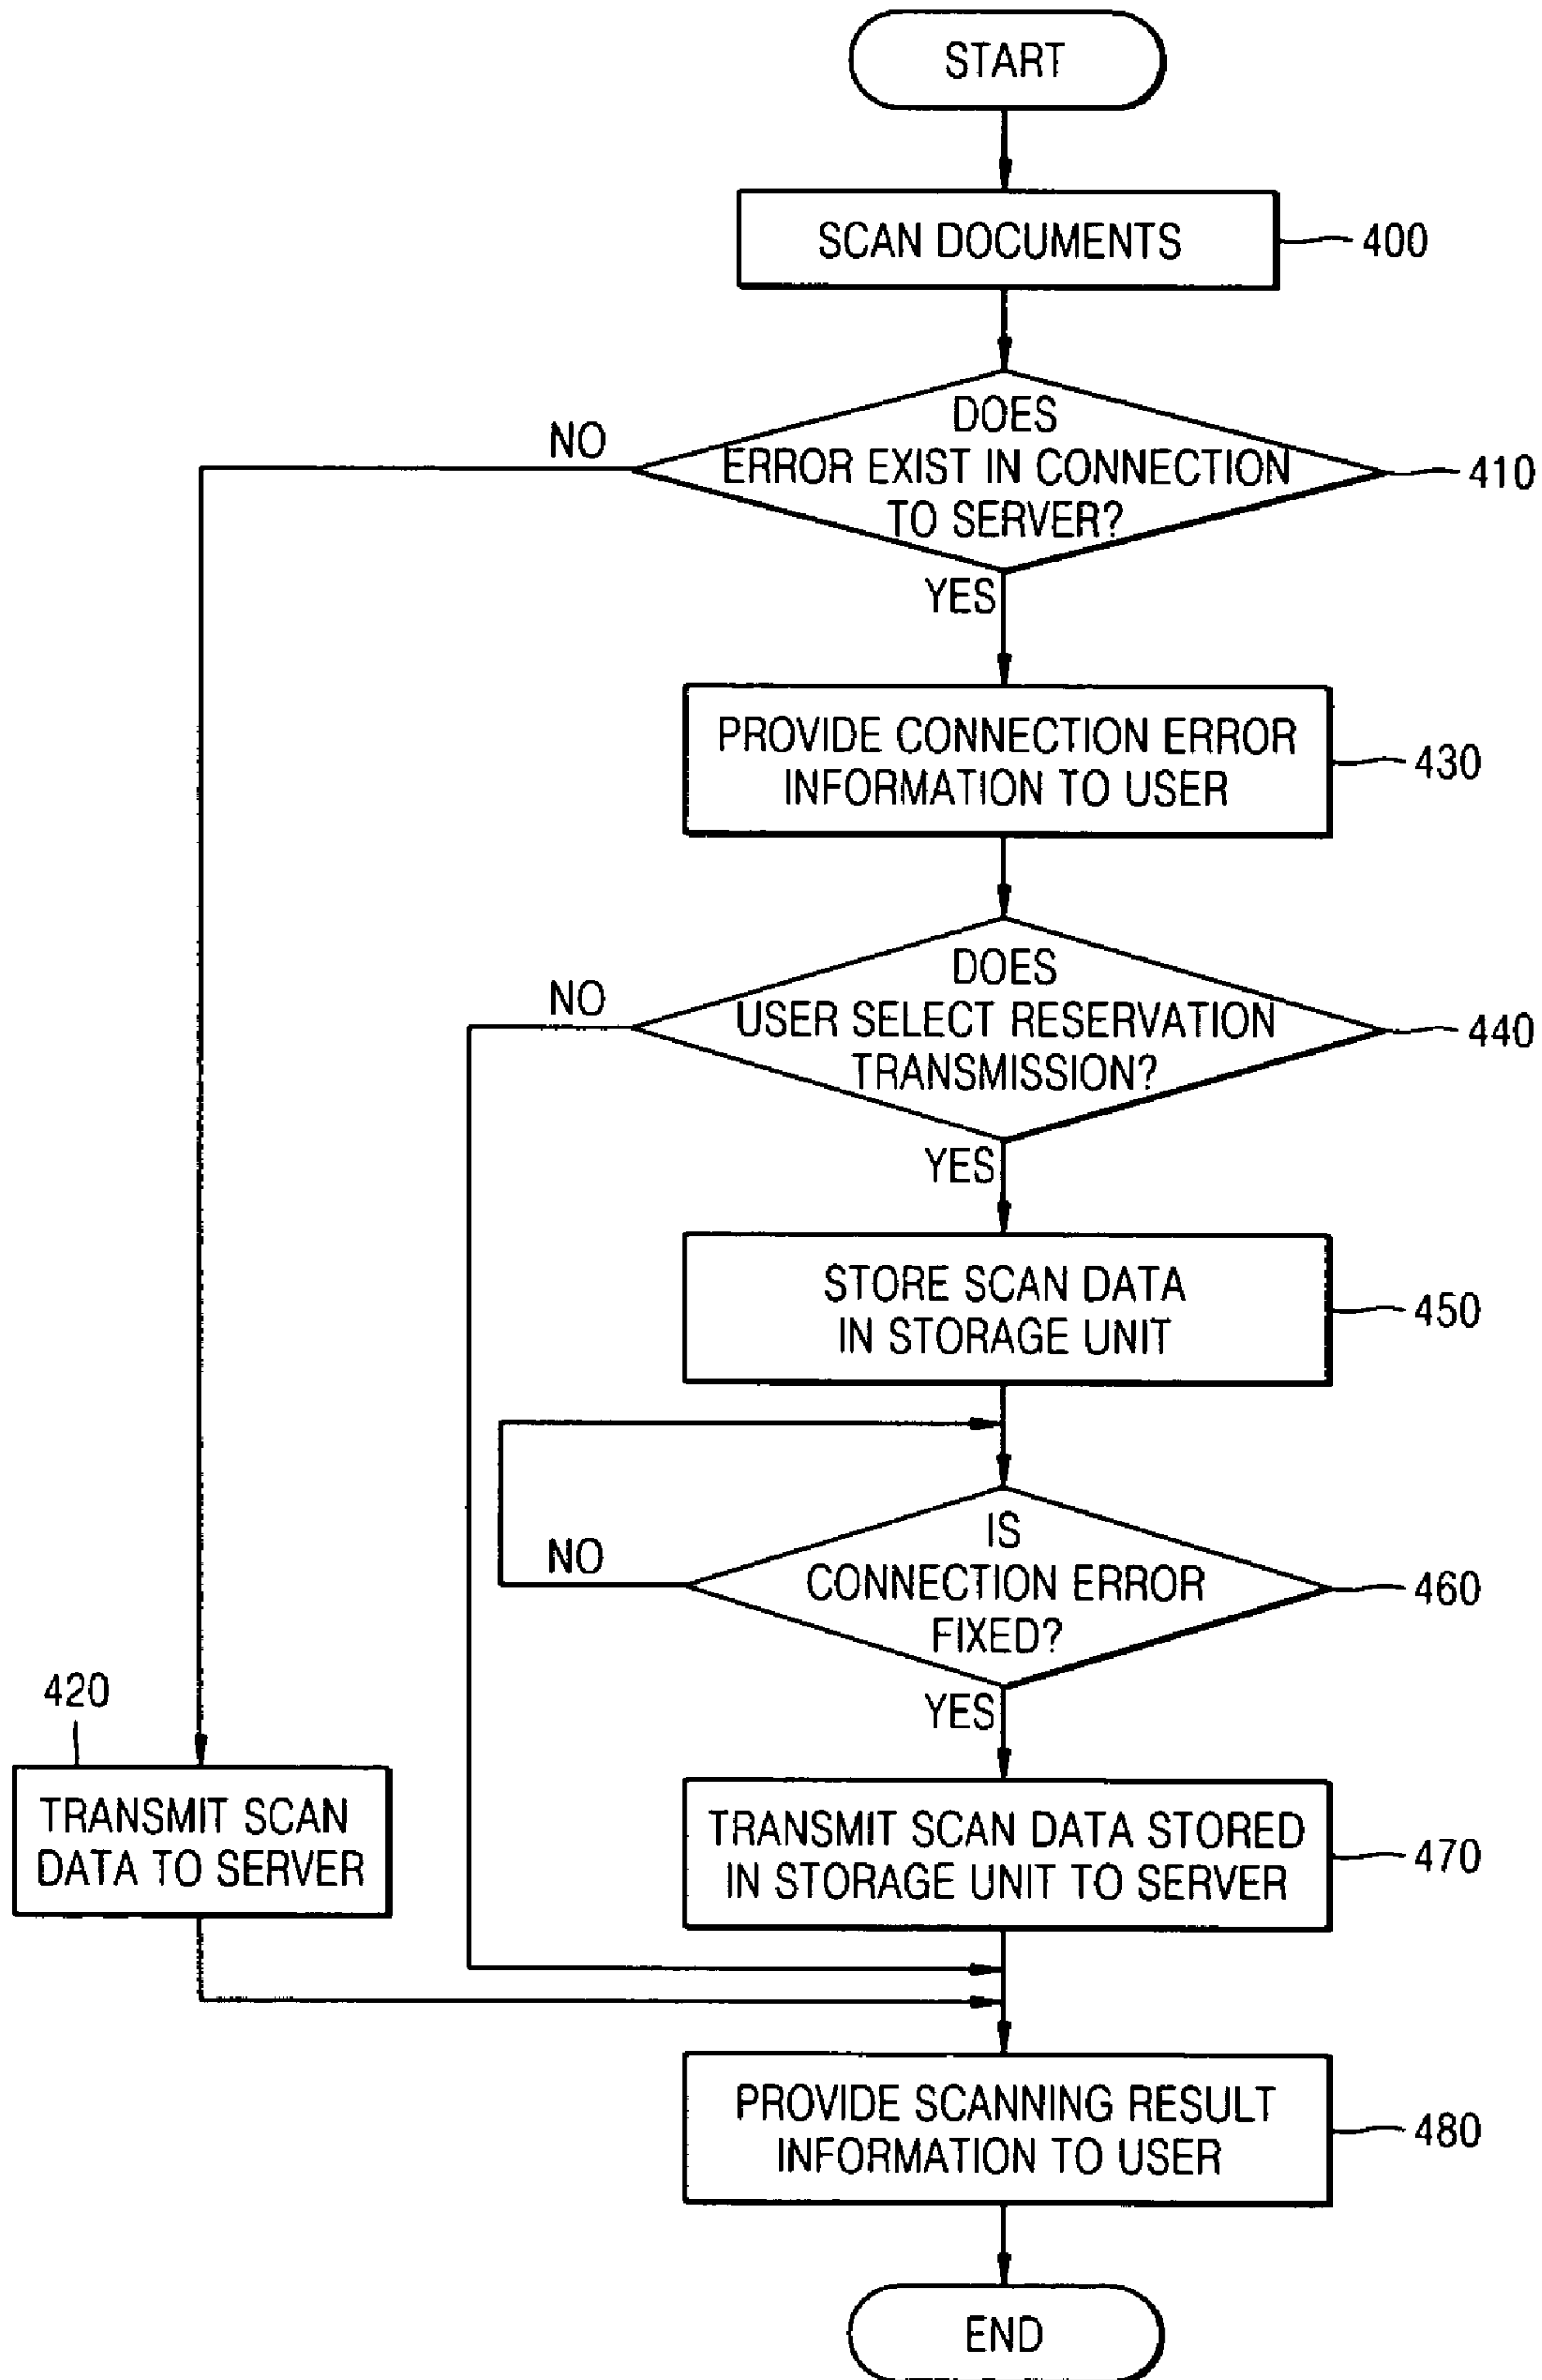 START
SCAN DOCUMENTS
400
DOES
ERROR EXIST IN CONNECTION
TO SERVER?
410
NO
YES
PROVIDE CONNECTION ERROR
INFORMATION TO USER
430
DOES
USER SELECT RESERVATION
TRANSMISSION?
440
NO
YES
STORE SCAN DATA
IN STORAGE UNIT
450
IS
CONNECTION ERROR
FIXED?
460
NO
YES
420
TRANSMIT SCAN
DATA TO SERVER
TRANSMIT SCAN DATA STORED
IN STORAGE UNIT TO SERVER
470
PROVIDE SCANNING RESULT
INFORMATION TO USER
480
END